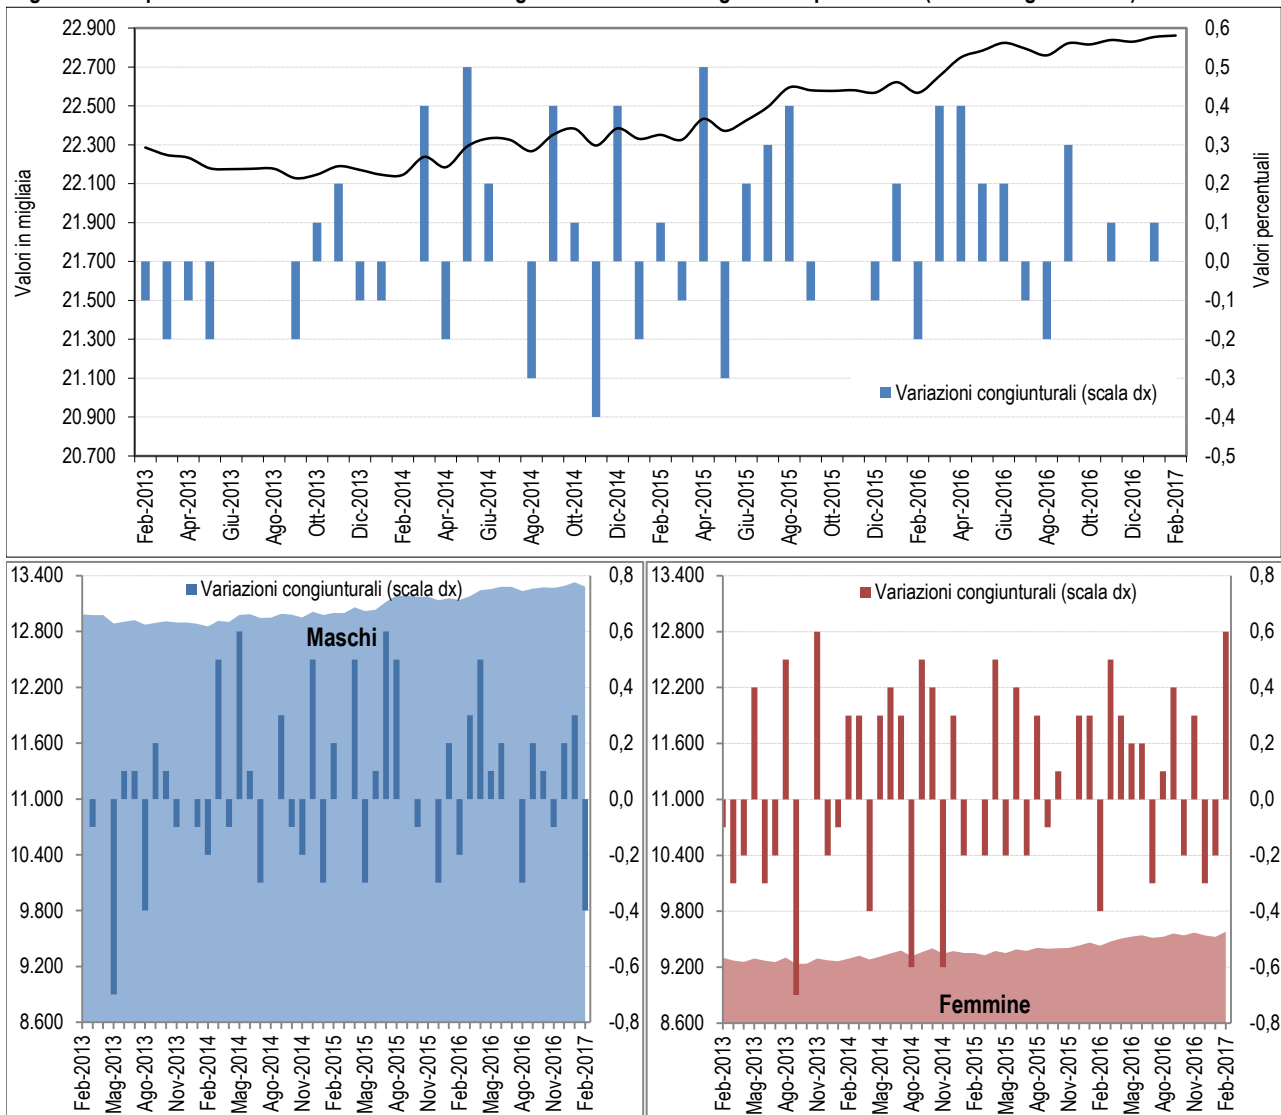 22.900
22.700
22.500
22.300
22.100
21.900
21.700
21.500
21.300
21.100
20.900
20.700
Valori in migliaia
0,6
0,5
0,4
0,3
0,2
0,1
0,0
-0,1
-0,2
-0,3
-0,4
-0,5
Valori percentuali
Variazioni congiunturali (scala dx)
Feb-2013
Apr-2013
Giu-2013
Ago-2013
Ott-2013
Dic-2013
Feb-2014
Apr-2014
Giu-2014
Ago-2014
Ott-2014
Dic-2014
Feb-2015
Apr-2015
Giu-2015
Ago-2015
Ott-2015
Dic-2015
Feb-2016
Apr-2016
Giu-2016
Ago-2016
Ott-2016
Dic-2016
Feb-2017
13.400
12.800
12.200
11.600
11.000
10.400
9.800
9.200
8.600
Variazioni congiunturali (scala dx)
Maschi
0,8
0,6
0,4
0,2
0,0
-0,2
-0,4
-0,6
-0,8
Feb-2013
Mag-2013
Ago-2013
Nov-2013
Feb-2014
Mag-2014
Ago-2014
Nov-2014
Feb-2015
Mag-2015
Ago-2015
Nov-2015
Feb-2016
Mag-2016
Ago-2016
Nov-2016
Feb-2017
13.400
12.800
12.200
11.600
11.000
10.400
9.800
9.200
8.600
Variazioni congiunturali (scala dx)
Femmine
0,8
0,6
0,4
0,2
0,0
-0,2
-0,4
-0,6
-0,8
Feb-2013
Mag-2013
Ago-2013
Nov-2013
Feb-2014
Mag-2014
Ago-2014
Nov-2014
Feb-2015
Mag-2015
Ago-2015
Nov-2015
Feb-2016
Mag-2016
Ago-2016
Nov-2016
Feb-2017